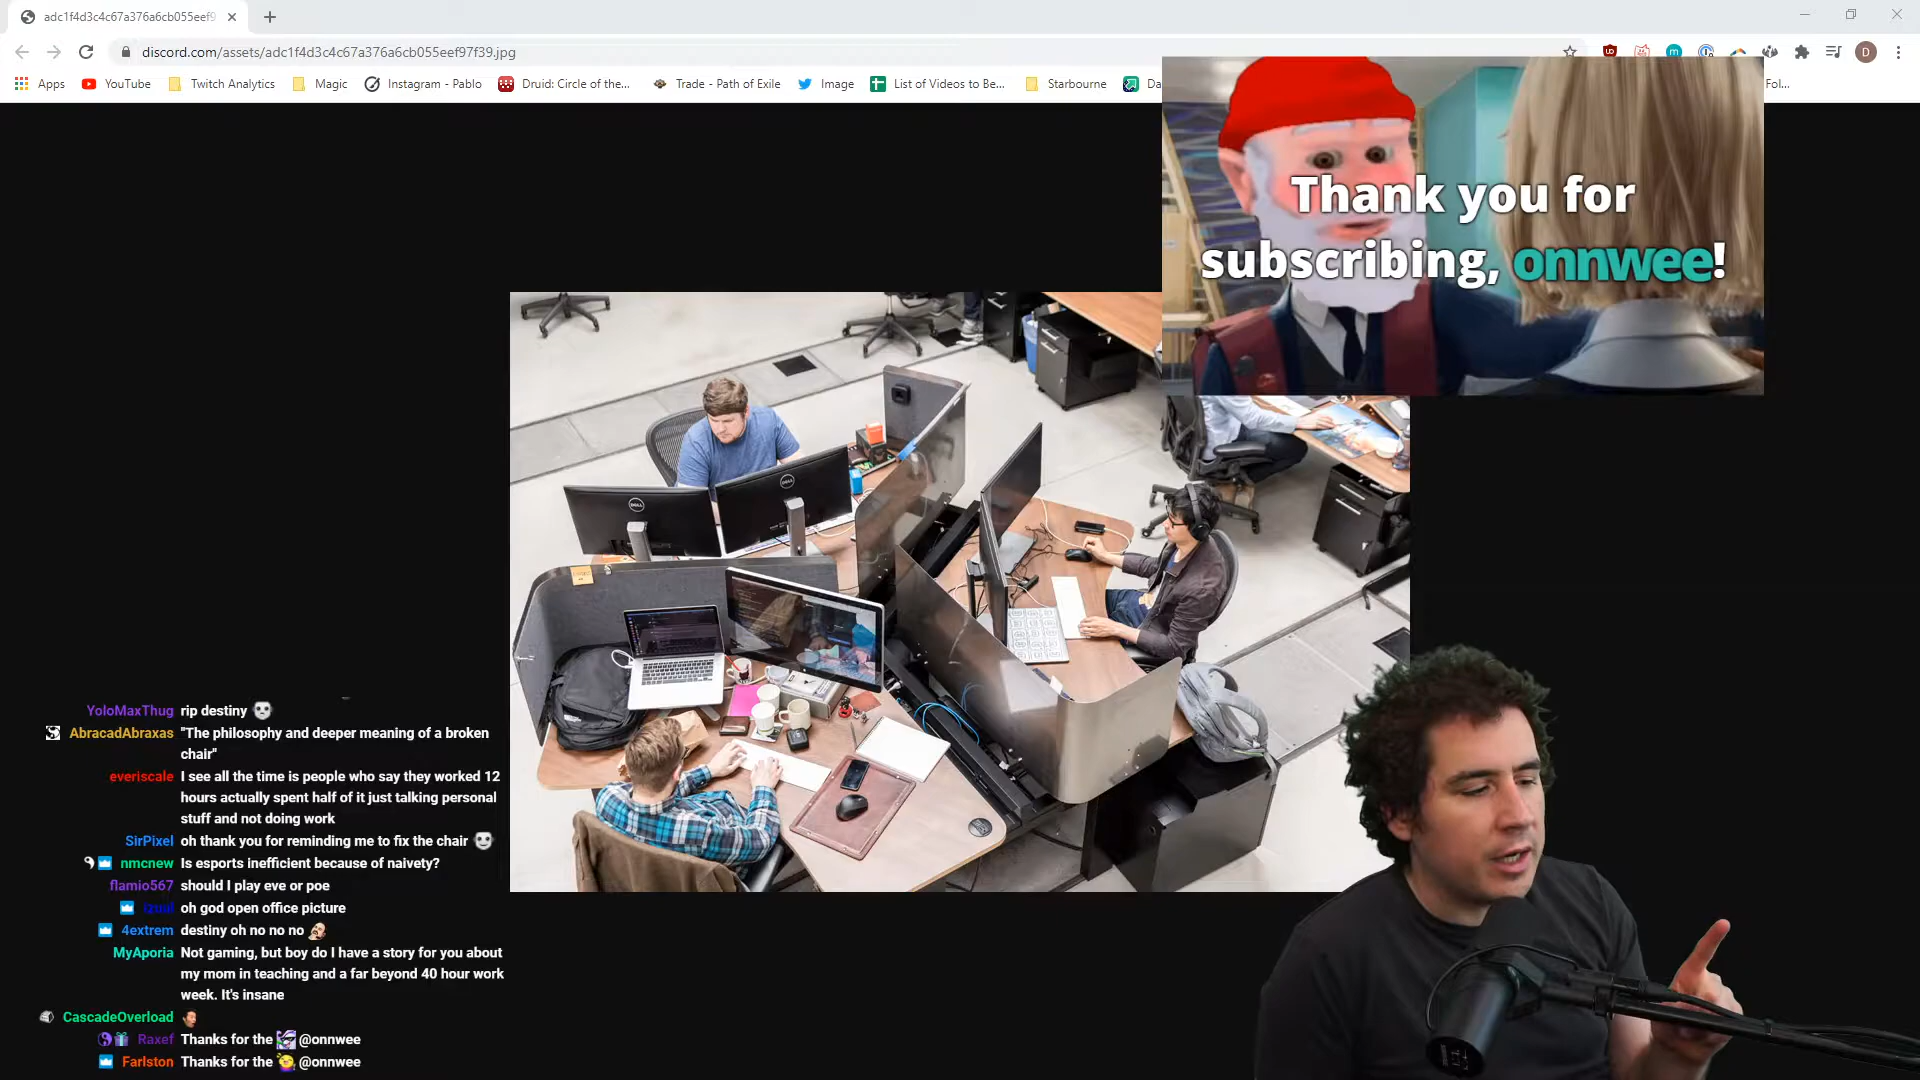 adc1f4d3c4c67a376a6cb055eef9
discord.com/assets/adc1f4d3c4c67a376a6cb055eef97f39.jpg
Apps YouTube Twitch Analytics Magic Instagram - Pablo Druid: Circle of the... Trade - Path of Exile Image List of Videos to Be... Starbourne Da Fol...
Thank you for
subscribing, onnwee!
YoloMaxThug rip destiny
AbracadAbraxas "The philosophy and deeper meaning of a broken
chair"
everiscale I see all the time is people who say they worked 12
hours actually spent half of it just talking personal
stuff and not doing work
SirPixel oh thank you for reminding me to fix the chair
nmcnew Is esports inefficient because of naivety?
flamio567 should I play eve or poe
oh god open office picture
4extrem destiny oh no no no
MyAporia Not gaming, but boy do I have a story for you about
my mom in teaching and a far beyond 40 hour work
week. It's insane
CascadeOverload
Raxef Thanks for the @onnwee
Farlston Thanks for the @onnwee
DELL
DELL